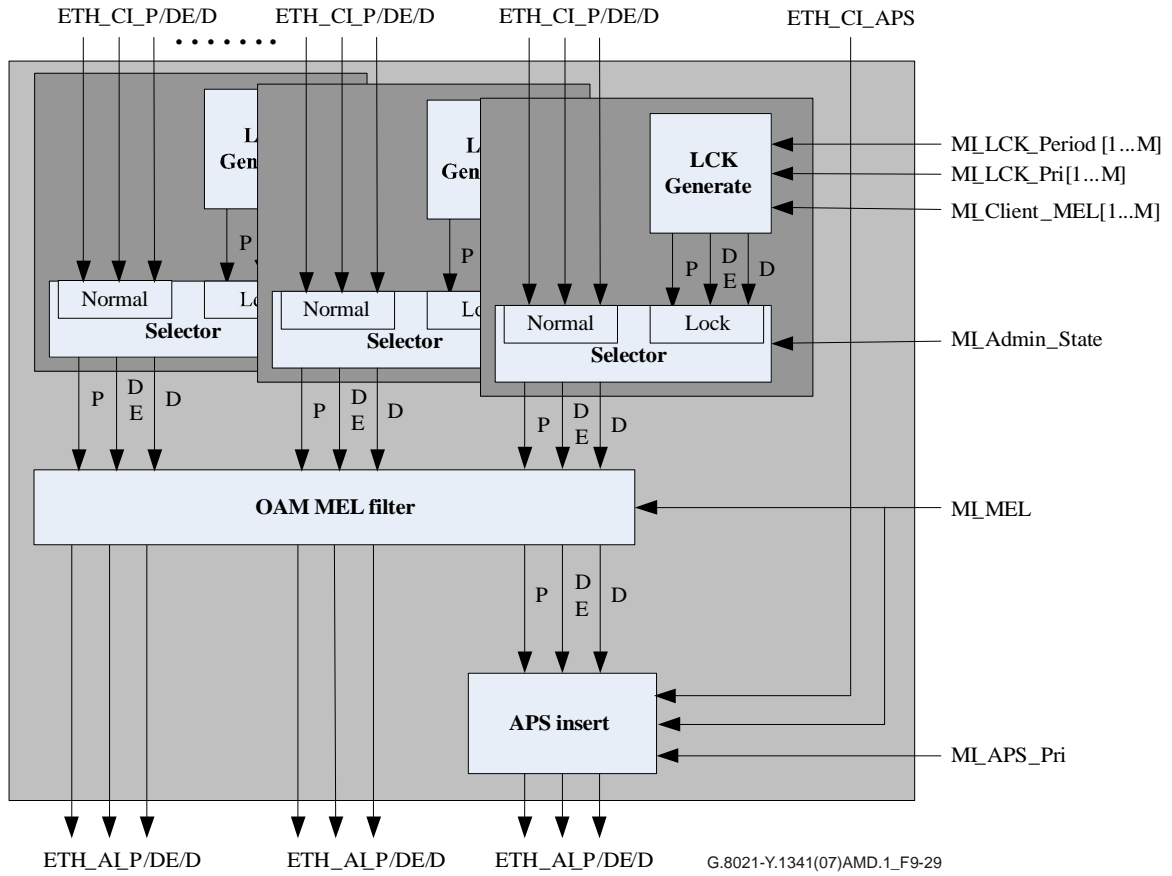 ETH_CI_P/DE/D
ETH_CI_P/DE/D
ETH_CI_P/DE/D
ETH_CI_APS
LCK
Generate
MI_LCK_Period [1...M]
MI_LCK_Pri[1...M]
MI_Client_MEL[1...M]
P
P
P
D
E
D
Normal
Selector
Normal
Selector
Normal
Lock
Selector
MI_Admin_State
P
D
E
D
P
D
E
D
P
D
E
D
OAM MEL filter
MI_MEL
P
D
E
D
APS insert
MI_APS_Pri
ETH_AI_P/DE/D
ETH_AI_P/DE/D
ETH_AI_P/DE/D
G.8021-Y.1341(07)AMD.1_F9-29